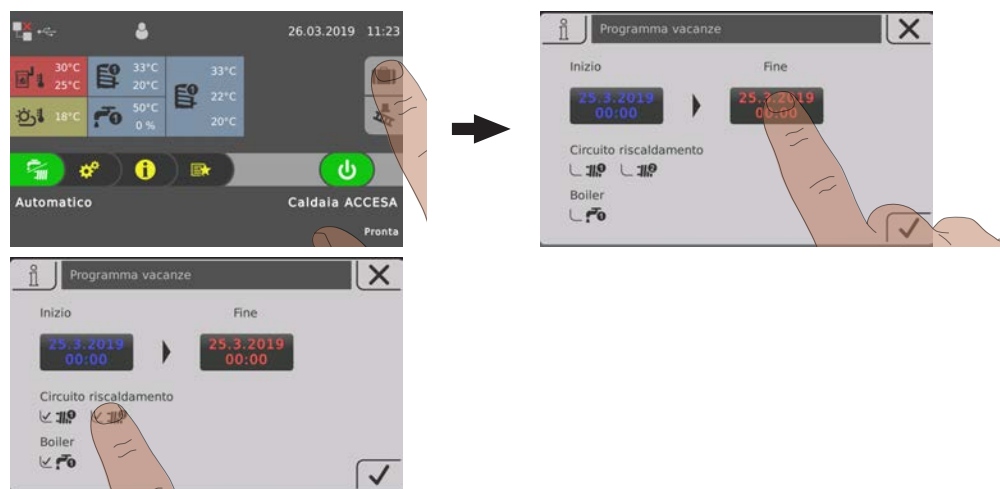 26.03.2019 11:23
30°C
25°C
33°C
20°C
33°C
22°C
20°C
18°C
50°C
0 %
Automatico
Caldaia ACCESA
Pronta
Programma vacanze
Inizio
Fine
25.3.2019
00:00
25.3.2019
00:00
Circuito riscaldamento
Boiler
Programma vacanze
Inizio
Fine
25.3.2019
00:00
25.3.2019
00:00
Circuito riscaldamento
Boiler